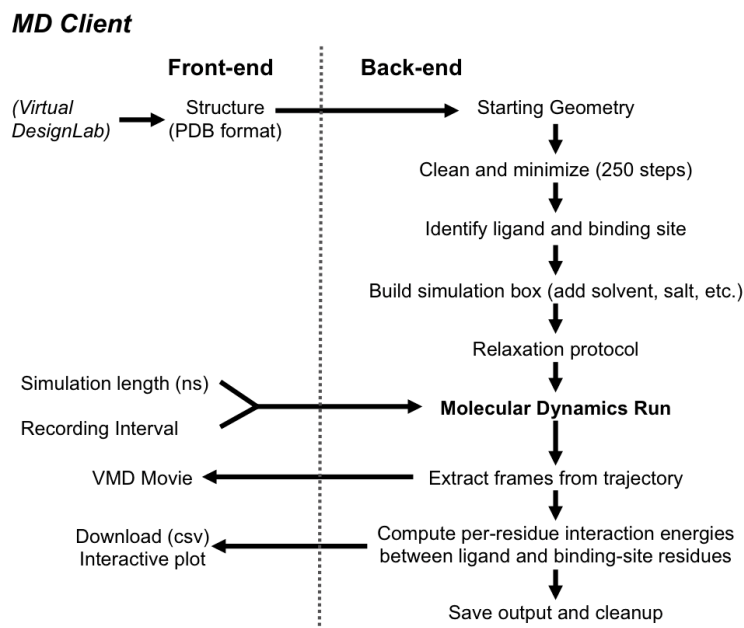 MD Client
Front-end
Back-end
(Virtual
DesignLab)
Structure
(PDB format)
Starting Geometry
Clean and minimize (250 steps)
Identify ligand and binding site
Build simulation box (add solvent, salt, etc.)
Relaxation protocol
Simulation length (ns)
Recording Interval
Molecular Dynamics Run
VMD Movie
Extract frames from trajectory
Download (csv)
Interactive plot
Compute per-residue interaction energies
between ligand and binding-site residues
Save output and cleanup